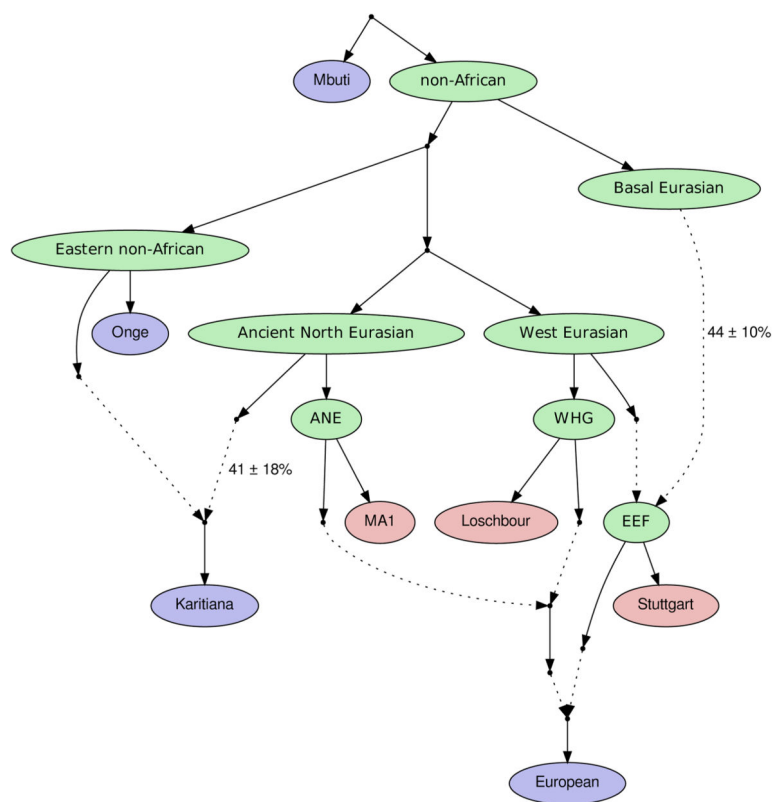 Mbuti
non-African
Basal Eurasian
Eastern non-African
Onge
Ancient North Eurasian
West Eurasian
44 ± 10%
ANE
WHG
41 ± 18%
MA1
Loschbour
EEF
Karitiana
Stuttgart
European